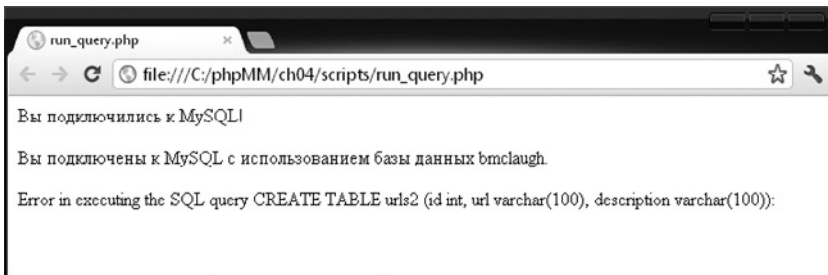 run_query.php
file:///C:/phpMM/ch04/scripts/run_query.php
Вы подключились к MySQL!
Вы подключены к MySQL с использованием базы данных bmclaugh.
Error in executing the SQL query CREATE TABLE urls2 (id int, url varchar(100), description varchar(100)):